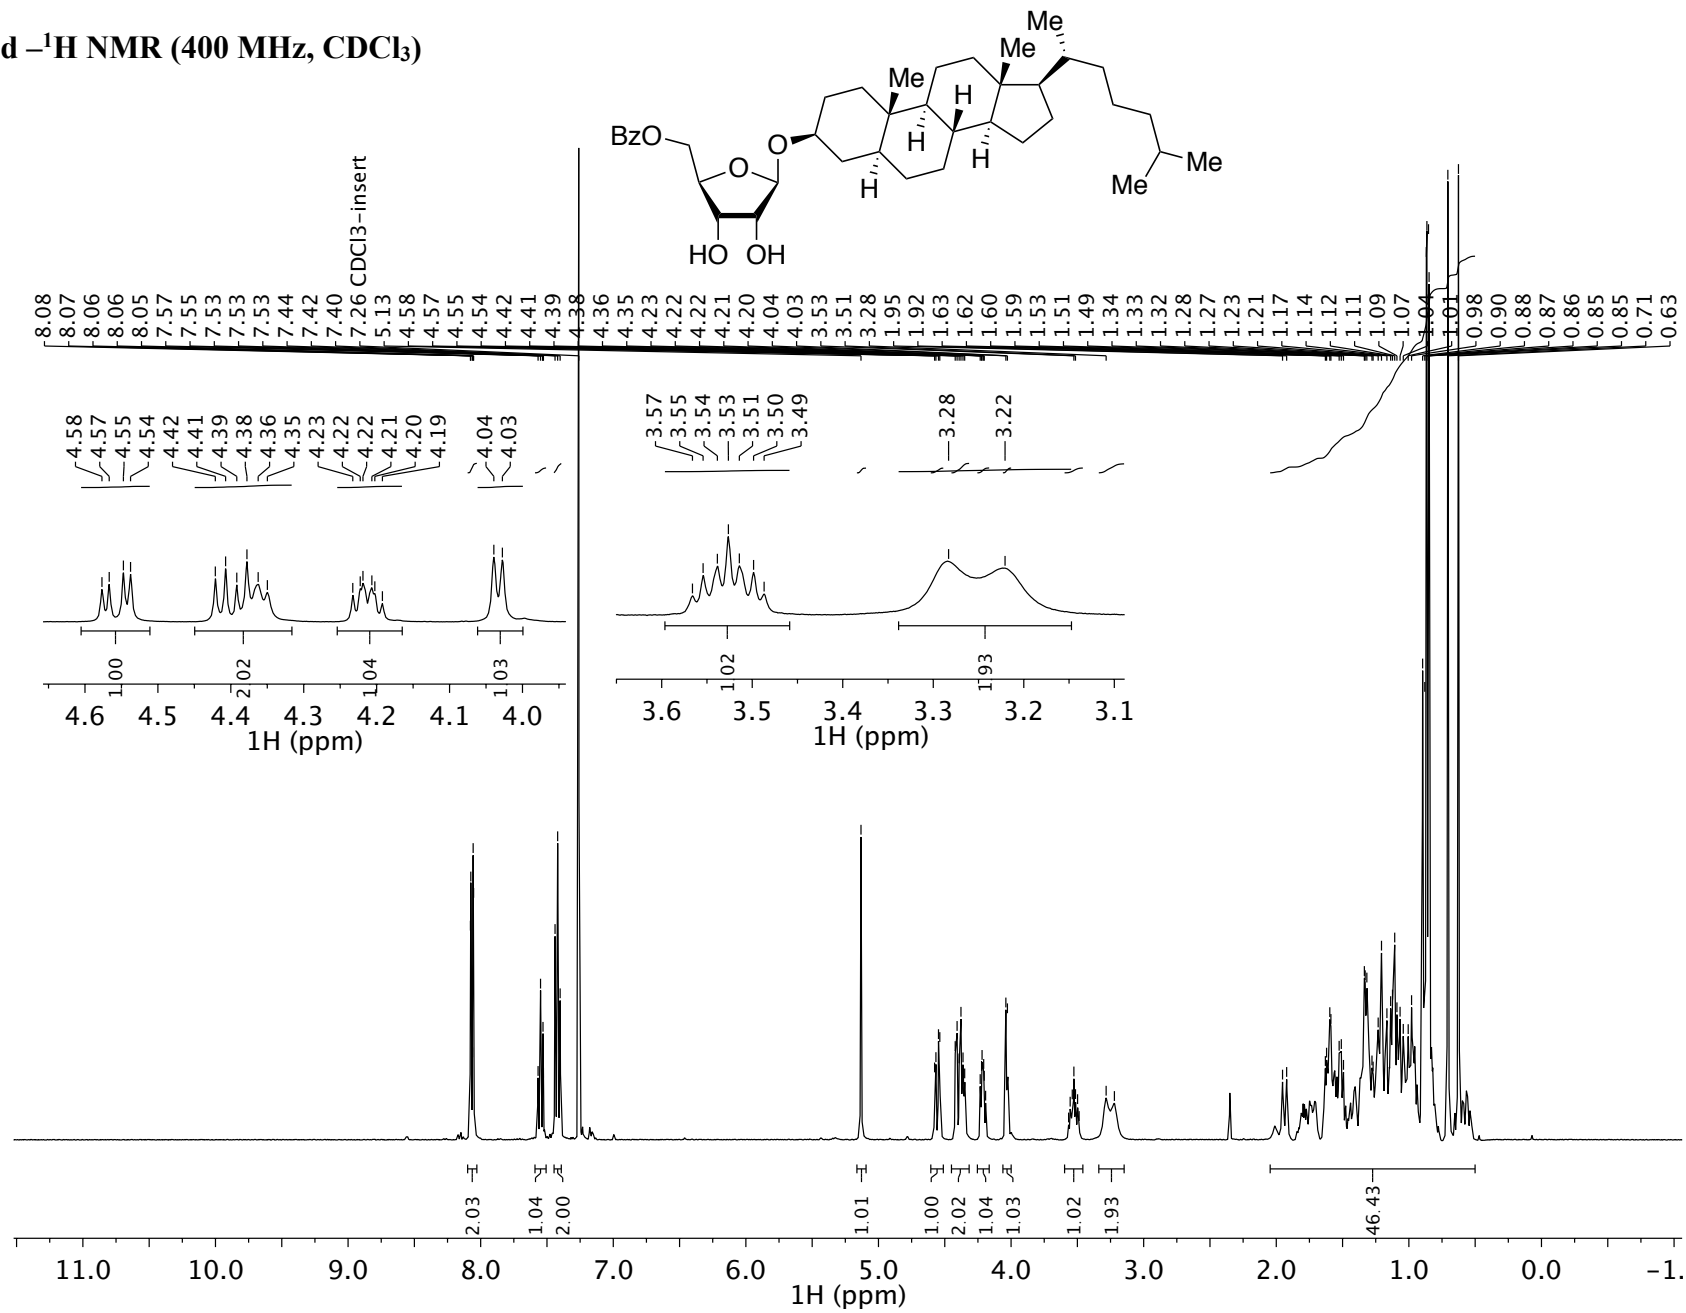 d –¹H NMR (400 MHz, CDCl₃)
Me
Me
Me
H
BzO
O
H
H
Me
O
H
Me
HO OH
CDCl3-insert
8.08 8.07 8.06 8.06 8.05 7.57 7.55 7.53 7.53 7.53 7.44 7.42 7.40 7.26 5.13 4.58 4.57 4.55 4.54 4.42 4.41 4.39 4.38 4.36 4.35 4.23 4.22 4.22 4.21 4.20 4.04 4.03 3.53 3.51 3.28 1.95 1.92 1.63 1.62 1.60 1.59 1.53 1.51 1.49 1.34 1.33 1.32 1.28 1.27 1.23 1.21 1.17 1.14 1.12 1.11 1.09 1.07 1.04 1.01 0.98 0.90 0.88 0.87 0.86 0.85 0.85 0.71 0.63
4.58 4.57 4.55 4.54 4.42 4.41 4.39 4.38 4.36 4.35 4.23 4.22 4.22 4.21 4.20 4.19 4.04 4.03
3.57 3.55 3.54 3.53 3.51 3.50 3.49 3.28 3.22
1.00 2.02 1.04 1.03
4.6 4.5 4.4 4.3 4.2 4.1 4.0
1H (ppm)
1.02 1.93
3.6 3.5 3.4 3.3 3.2 3.1
1H (ppm)
2.03 1.04 2.00 1.01 1.00 2.02 1.04 1.03 1.02 1.93 46.43
11.0 10.0 9.0 8.0 7.0 6.0 5.0 4.0 3.0 2.0 1.0 0.0 −1.
1H (ppm)